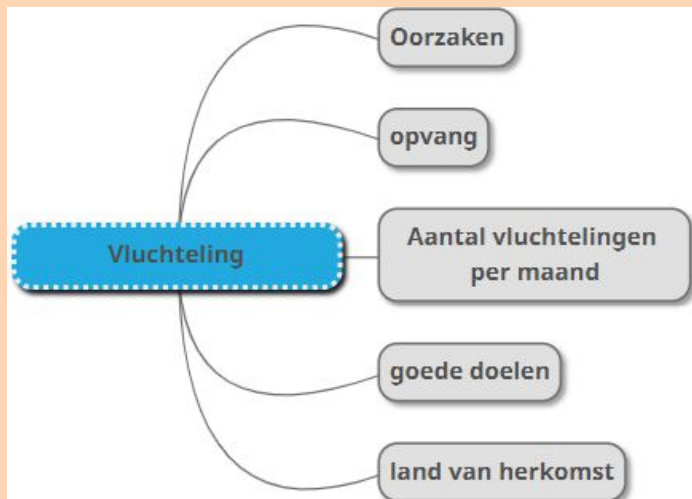 Oorzaken
opvang
Vluchteling
Aantal vluchtelingen
per maand
goede doelen
land van herkomst